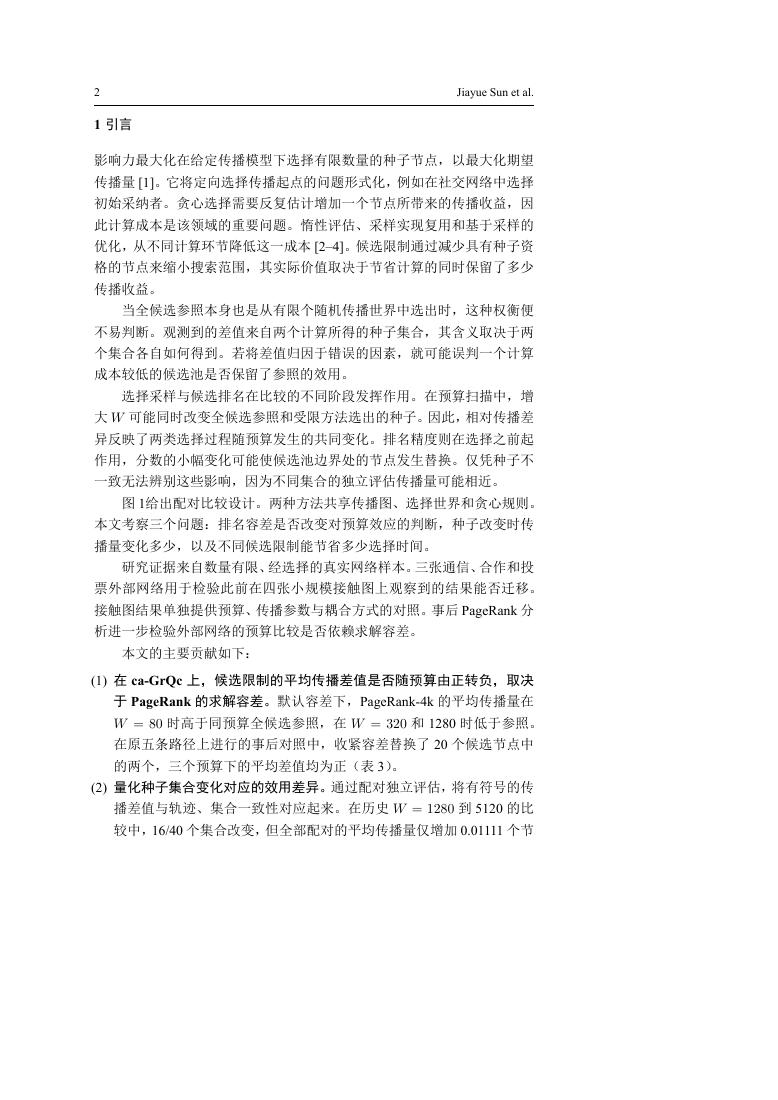 2
Jiayue Sun et al.
1 引言
影响力最大化在给定传播模型下选择有限数量的种子节点，以最大化期望
传播量 [1]。它将定向选择传播起点的问题形式化，例如在社交网络中选择
初始采纳者。贪心选择需要反复估计增加一个节点所带来的传播收益，因
此计算成本是该领域的重要问题。惰性评估、采样实现复用和基于采样的
优化，从不同计算环节降低这一成本 [2–4]。候选限制通过减少具有种子资
格的节点来缩小搜索范围，其实际价值取决于节省计算的同时保留了多少
传播收益。
当全候选参照本身也是从有限个随机传播世界中选出时，这种权衡便
不易判断。观测到的差值来自两个计算所得的种子集合，其含义取决于两
个集合各自如何得到。若将差值归因于错误的因素，就可能误判一个计算
成本较低的候选池是否保留了参照的效用。
选择采样与候选排名在比较的不同阶段发挥作用。在预算扫描中，增
大 W 可能同时改变全候选参照和受限方法选出的种子。因此，相对传播差
异反映了两类选择过程随预算发生的共同变化。排名精度则在选择之前起
作用，分数的小幅变化可能使候选池边界处的节点发生替换。仅凭种子不
一致无法辨别这些影响，因为不同集合的独立评估传播量可能相近。
图 1给出配对比较设计。两种方法共享传播图、选择世界和贪心规则。
本文考察三个问题：排名容差是否改变对预算效应的判断，种子改变时传
播量变化多少，以及不同候选限制能节省多少选择时间。
研究证据来自数量有限、经选择的真实网络样本。三张通信、合作和投
票外部网络用于检验此前在四张小规模接触图上观察到的结果能否迁移。
接触图结果单独提供预算、传播参数与耦合方式的对照。事后 PageRank 分
析进一步检验外部网络的预算比较是否依赖求解容差。
本文的主要贡献如下：
(1) 在 ca-GrQc 上，候选限制的平均传播差值是否随预算由正转负，取决
于 PageRank 的求解容差。默认容差下，PageRank-4k 的平均传播量在
W = 80 时高于同预算全候选参照，在 W = 320 和 1280 时低于参照。
在原五条路径上进行的事后对照中，收紧容差替换了 20 个候选节点中
的两个，三个预算下的平均差值均为正（表 3）。
(2) 量化种子集合变化对应的效用差异。通过配对独立评估，将有符号的传
播差值与轨迹、集合一致性对应起来。在历史 W = 1280 到 5120 的比
较中，16/40 个集合改变，但全部配对的平均传播量仅增加 0.01111 个节